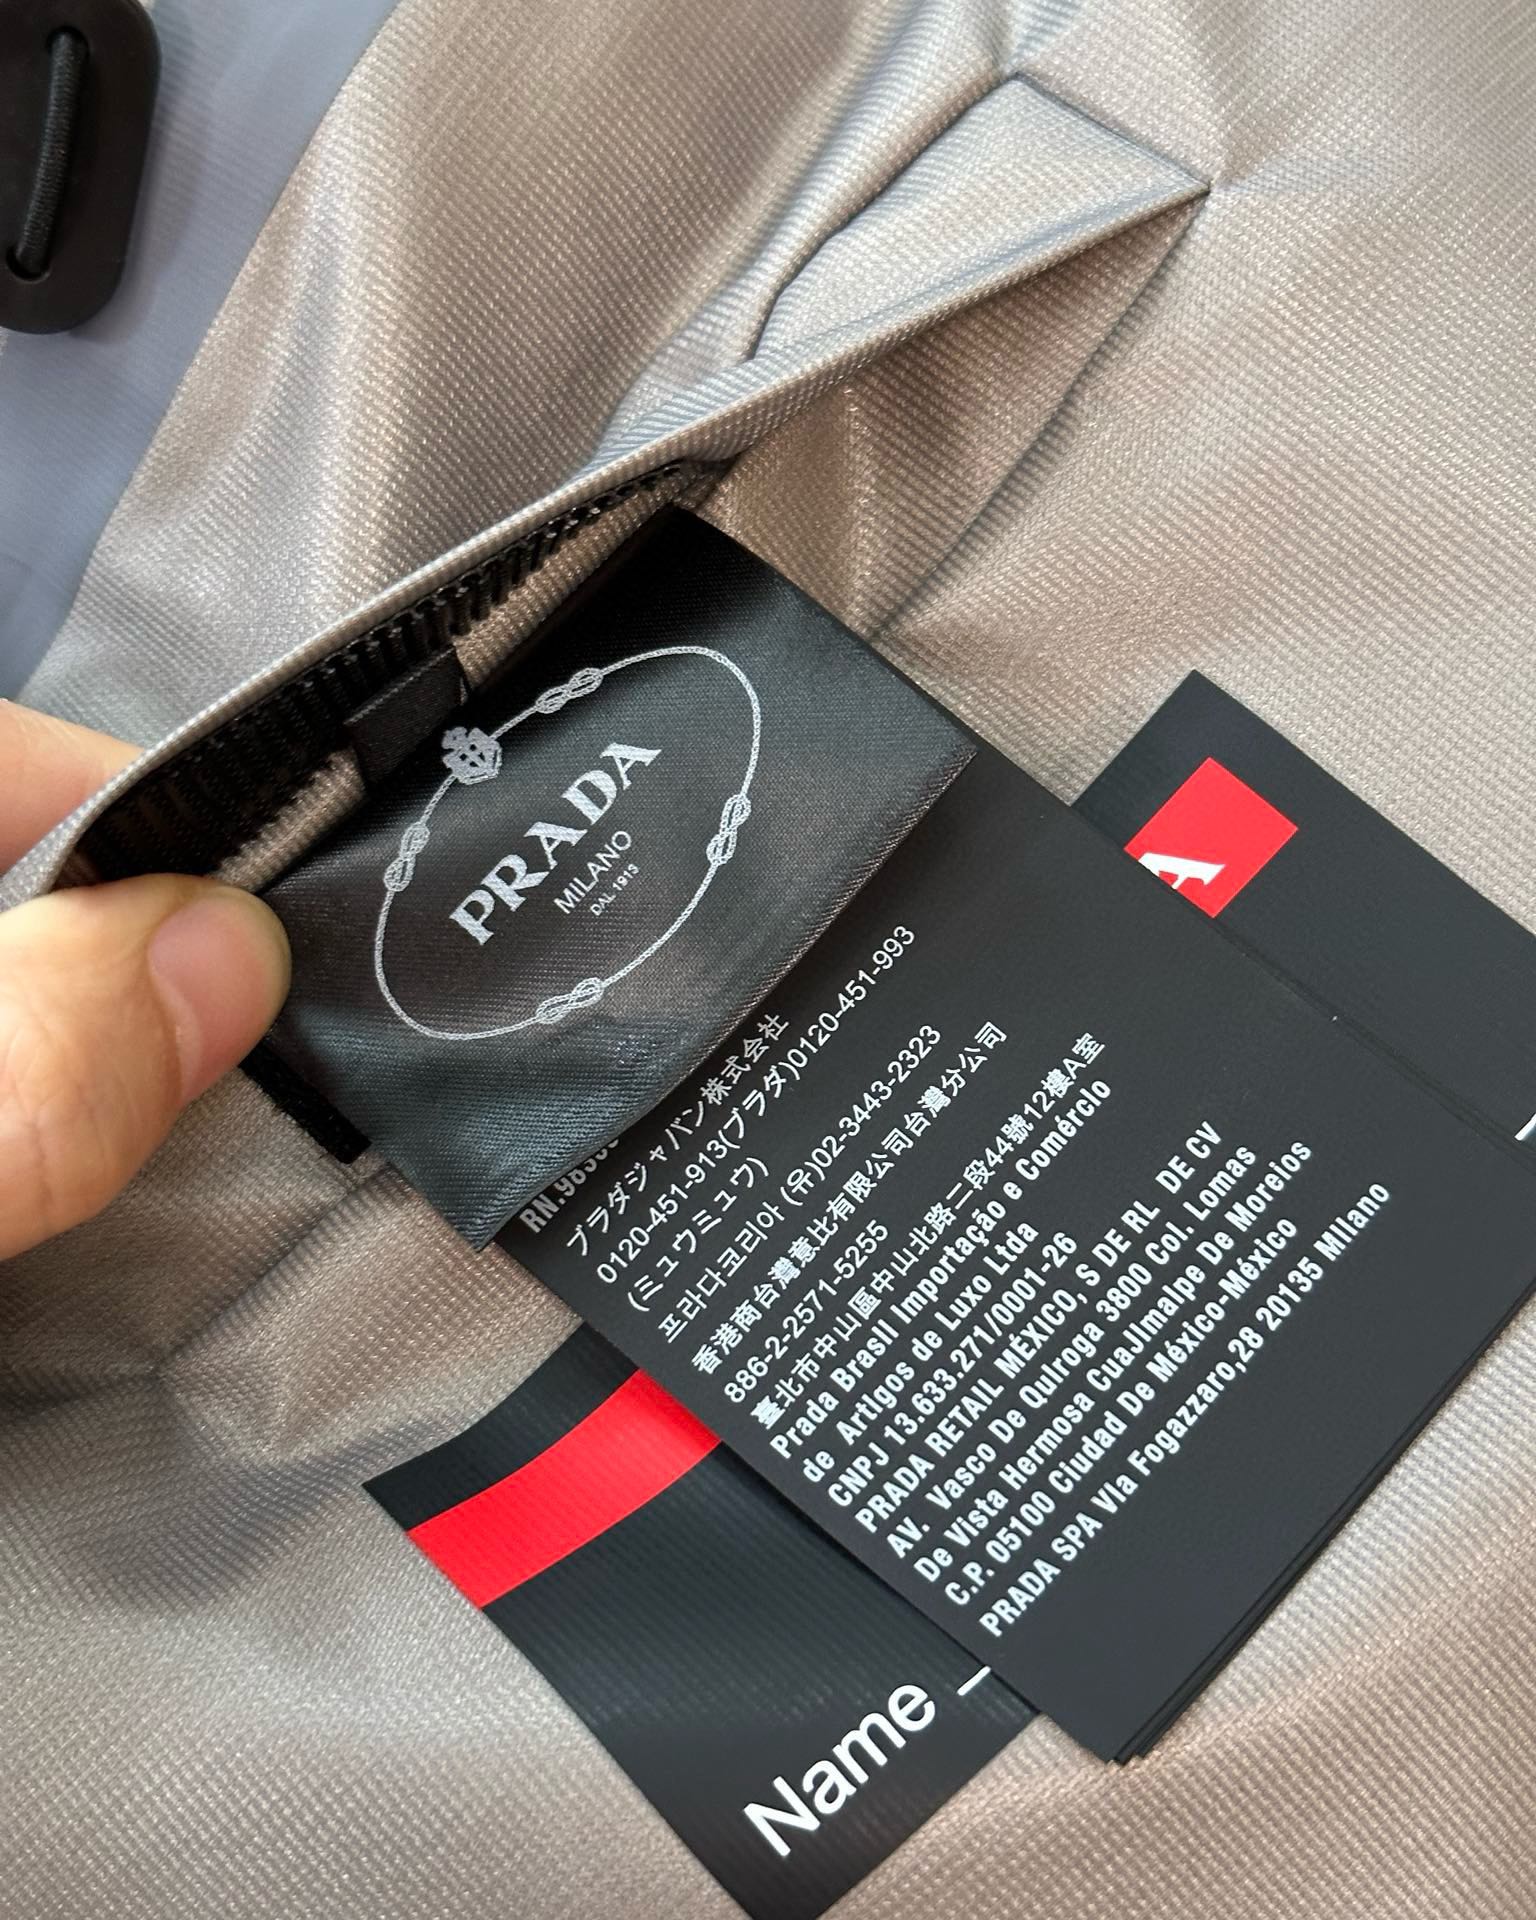 PRADA
MILANO
DAL 1913
A
ブラダジャバン株式会社
0120-451-913(ブラダ)0120-451-993
(ミュウミュウ)
프라다코리아 (유)02-3443-2323
香港商台灣意比有限公司台灣分公司
886-2-2571-5255
臺北市中山區中山北路二段44號12樓A室
Prada Brasil Importação e Comércio
de Artigos de Luxo Ltda
CNPJ 13.633.271/0001-26
PRADA RETAIL MÉXICO, S DE RL DE CV
AV. Vasco De Quiroga 3800 Col. Lomas
De Vista Hermosa Cuajimalpe De Moreios
C.P. 05100 Ciudad De México-México
PRADA SPA Via Fogazzaro,28 20135 Milano
Name